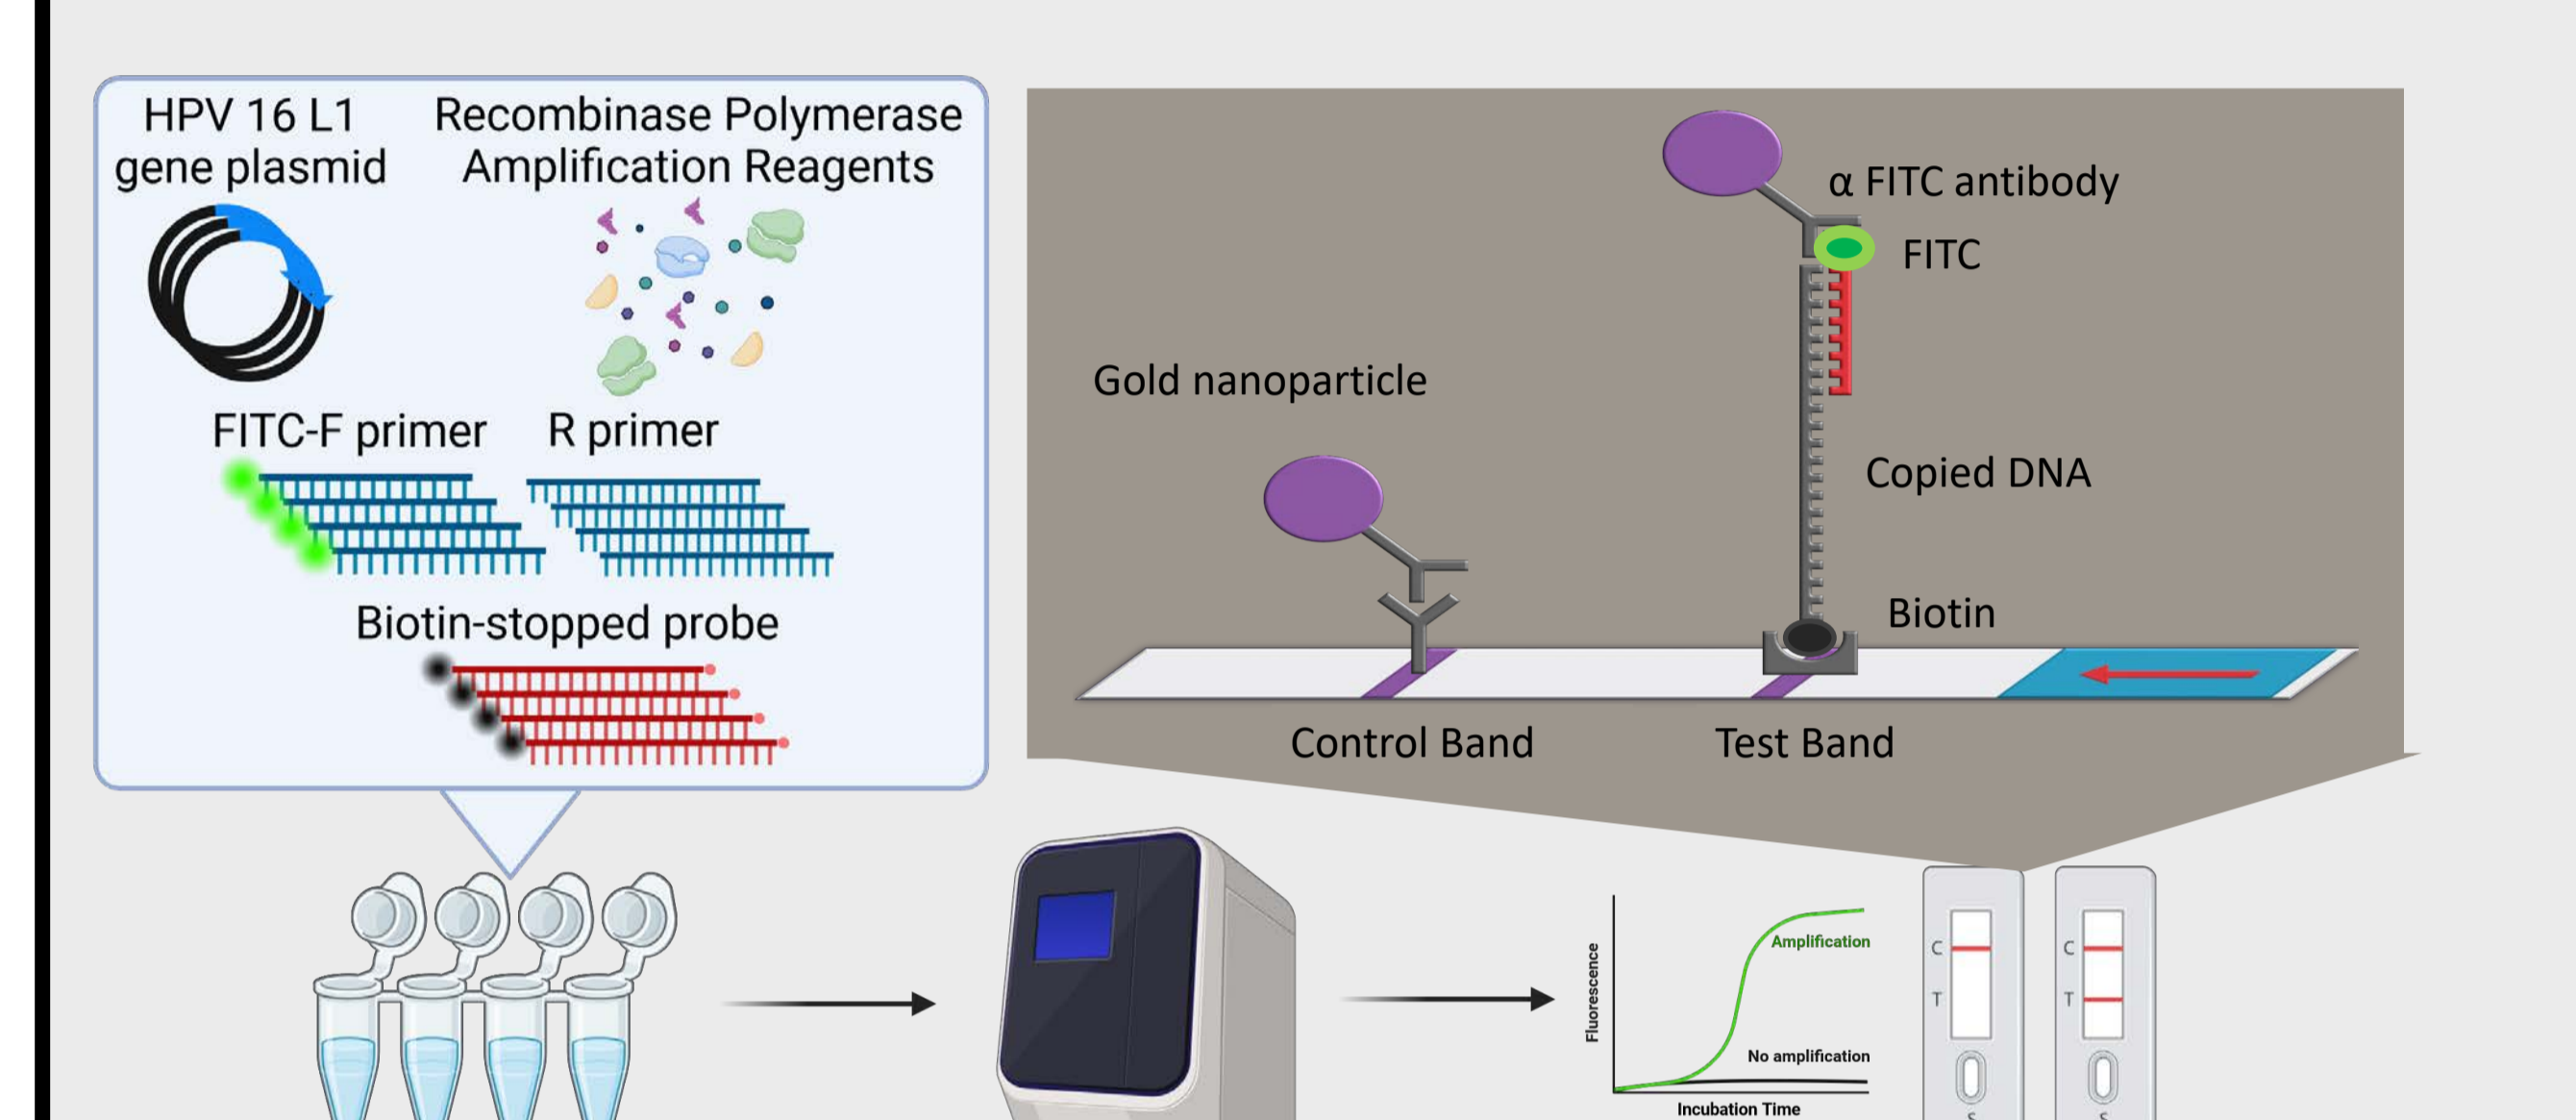 HPV 16 L1
gene plasmid
Recombinase Polymerase
Amplification Reagents
FITC-F primer
R primer
Biotin-stopped probe
α FITC antibody
FITC
Gold nanoparticle
Copied DNA
Biotin
Control Band
Test Band
Fluorescence
Amplification
No amplification
Incubation Time
C
T
S
C
T
S